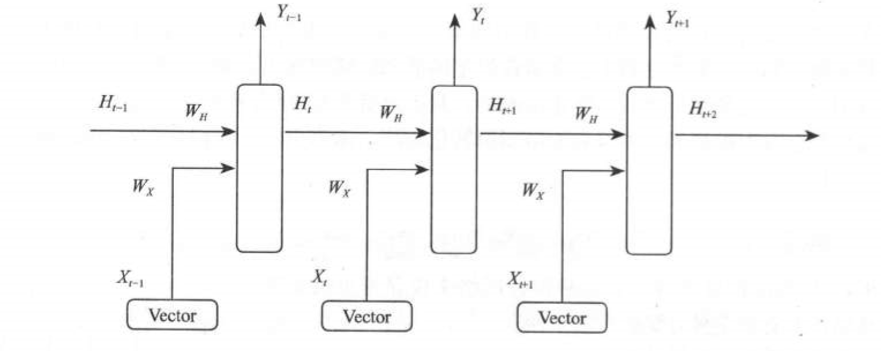 Y_{t-1} Y_t Y_{t+1}
H_{t-1} W_H H_t W_H H_{t+1} W_H H_{t+2}
W_X W_X W_X
X_{t-1} X_t X_{t+1}
Vector Vector Vector